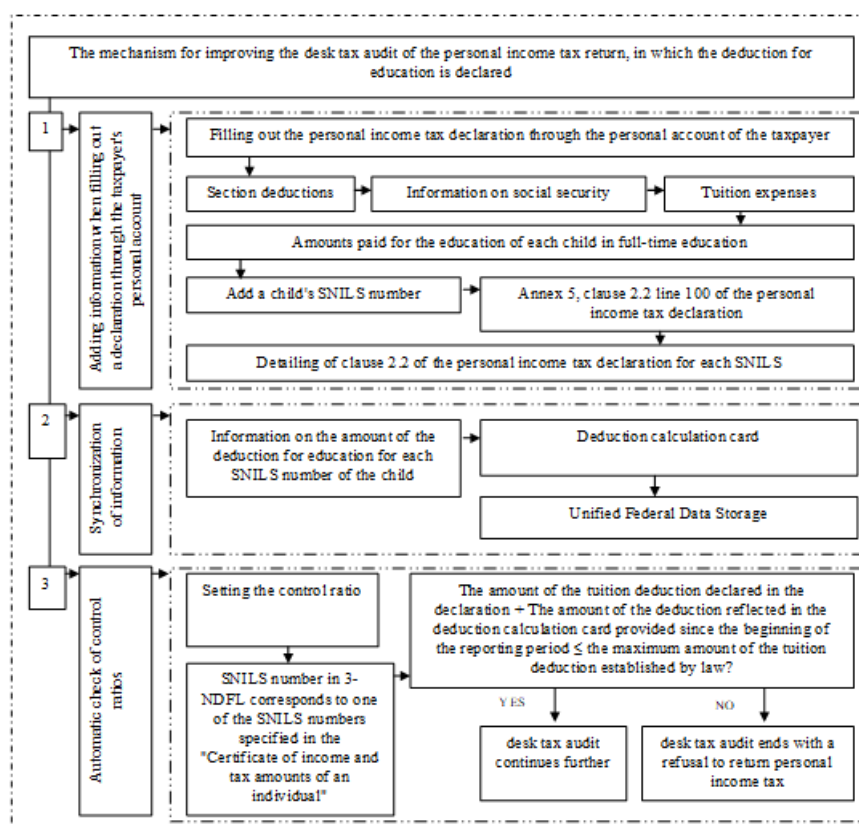 The mechanism for improving the desk tax audit of the personal income tax return, in which the deduction for
education is declared
1
Adding information when filling out
a declaration through the taxpayer's
personal account
Filling out the personal income tax declaration through the personal account of the taxpayer
Section deductions
Information on social security
Tuition expenses
Amounts paid for the education of each child in full-time education
Add a child's SNILS number
Annex 5, clause 2.2 line 100 of the personal
income tax declaration
Detailing of clause 2.2 of the personal income tax declaration for each SNILS
2
Synchronization
of information
Information on the amount of the
deduction for education for each
SNILS number of the child
Deduction calculation card
Unified Federal Data Storage
3
Automatic check of control
ratios
Setting the control ratio
SNILS number in 3-
NDFL corresponds to one
of the SNILS numbers
specified in the
"Certificate of income and
tax amounts of an
individual"
The amount of the tuition deduction declared in the
declaration + The amount of the deduction reflected in the
deduction calculation card provided since the beginning of
the reporting period ≤ the maximum amount of the tuition
deduction established by law?
YES
NO
desk tax audit
continues further
desk tax audit ends with a
refusal to return personal
income tax